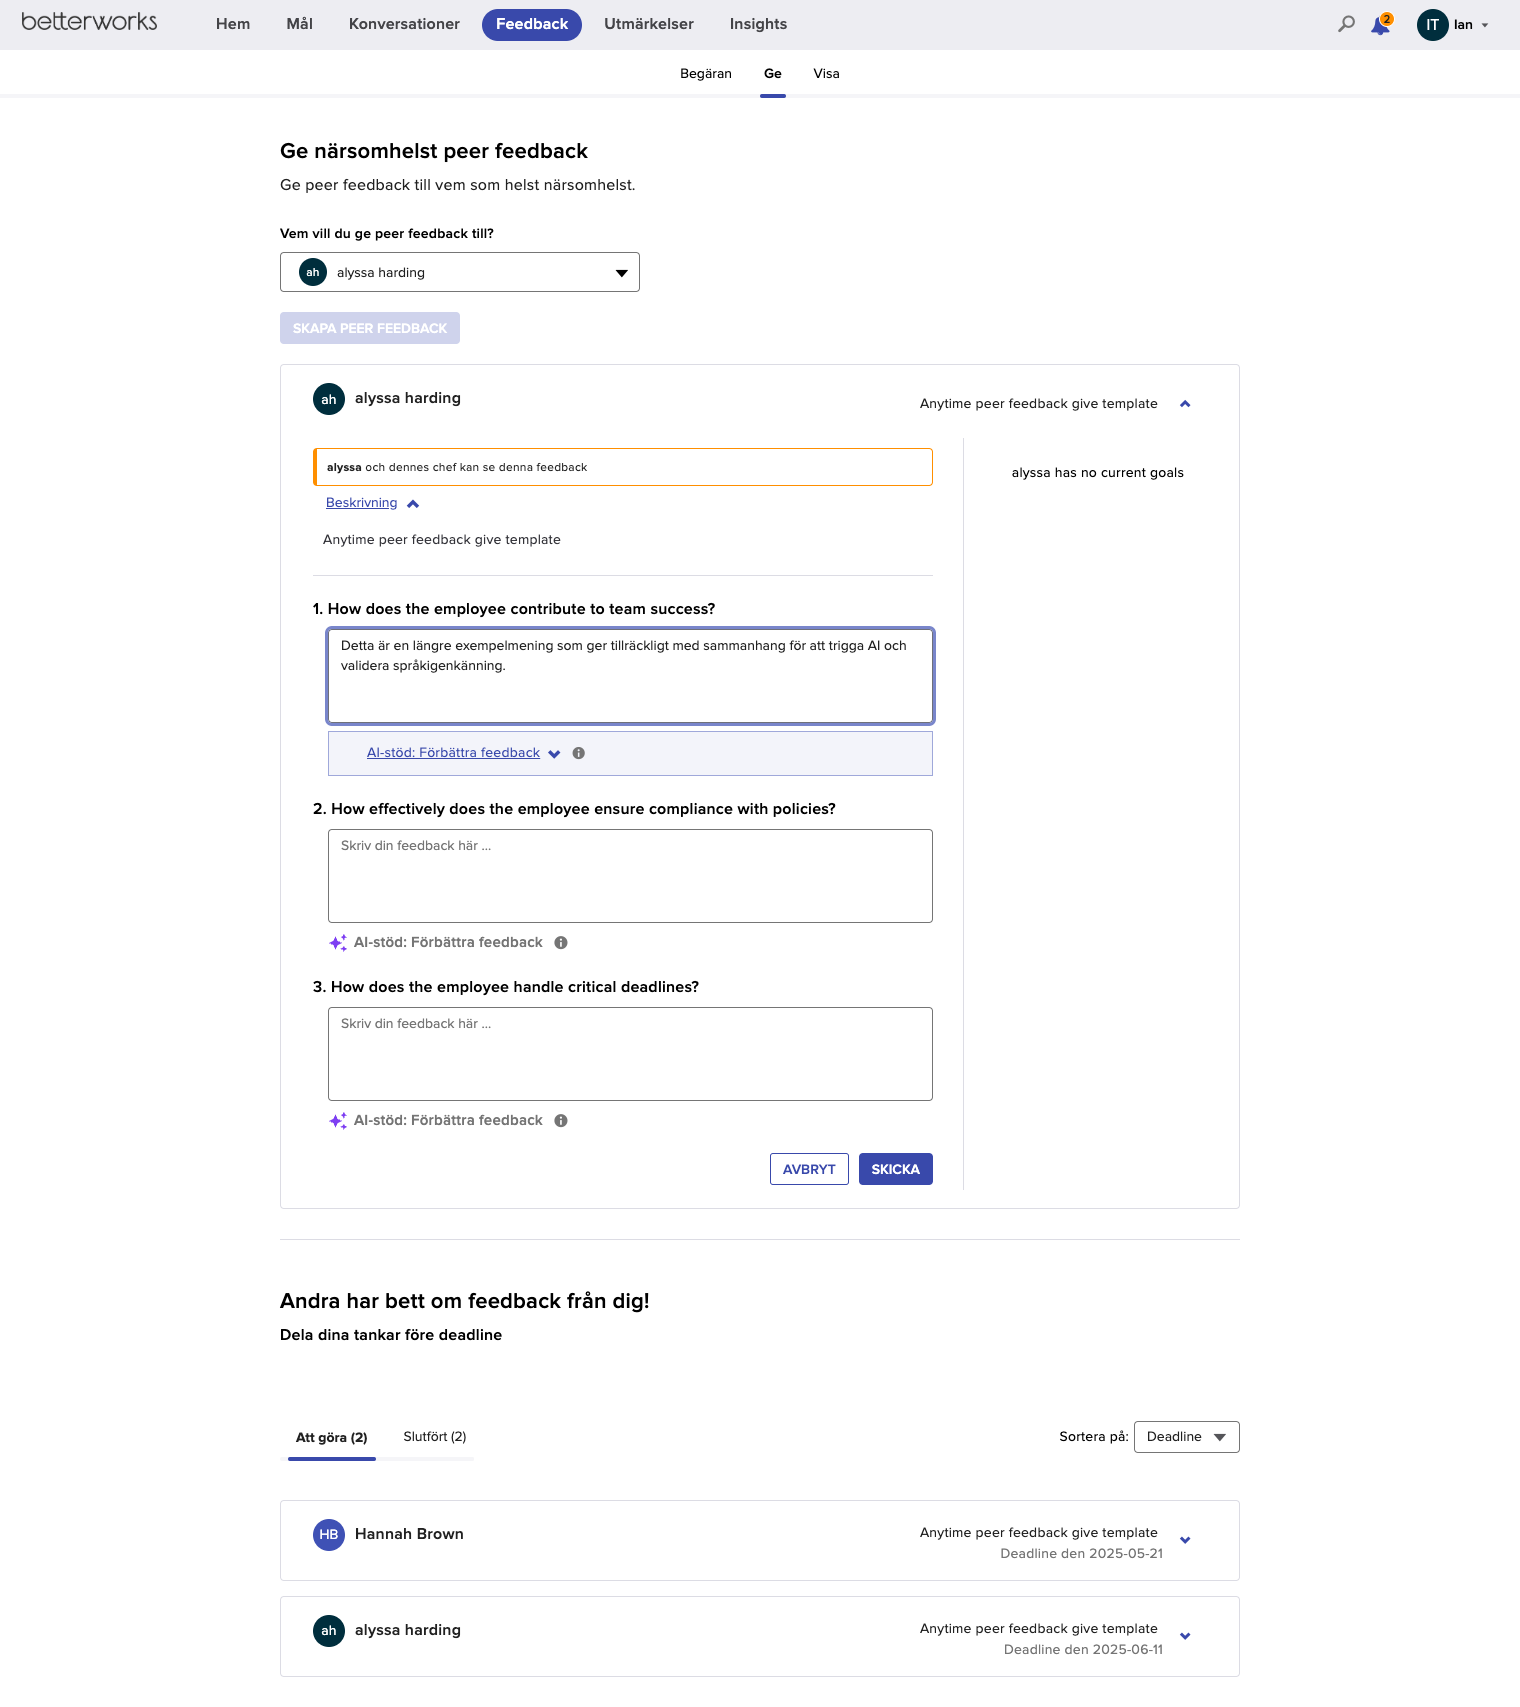 betterworks
Hem Mål Konversationer Feedback Utmärkelser Insights
2 IT Ian
Begäran Ge Visa
Ge närsomhelst peer feedback
Ge peer feedback till vem som helst närsomhelst.
Vem vill du ge peer feedback till?
ah alyssa harding
SKAPA PEER FEEDBACK
ah alyssa harding
Anytime peer feedback give template
alyssa och dennes chef kan se denna feedback
alyssa has no current goals
Beskrivning
Anytime peer feedback give template
1. How does the employee contribute to team success?
Detta är en längre exempelmening som ger tillräckligt med sammanhang för att trigga AI och
validera språkigenkänning.
AI-stöd: Förbättra feedback
2. How effectively does the employee ensure compliance with policies?
Skriv din feedback här ...
AI-stöd: Förbättra feedback
3. How does the employee handle critical deadlines?
Skriv din feedback här ...
AI-stöd: Förbättra feedback
AVBRYT SKICKA
Andra har bett om feedback från dig!
Dela dina tankar före deadline
Att göra (2) Slutfört (2)
Sortera på: Deadline
HB Hannah Brown
Anytime peer feedback give template
Deadline den 2025-05-21
ah alyssa harding
Anytime peer feedback give template
Deadline den 2025-06-11